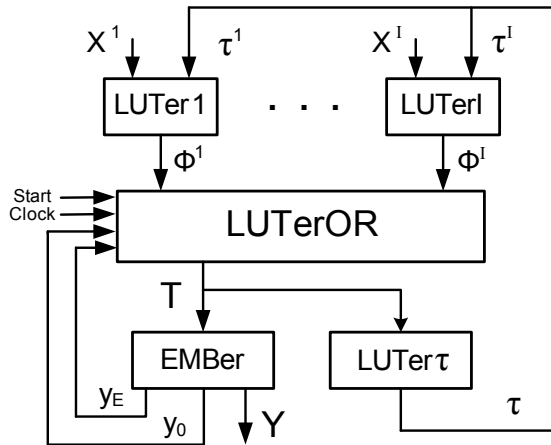 X¹ τ¹ Xᴵ τᴵ
LUTer1 . . . LUTerI
Φ¹ Φᴵ
Start
Clock
LUTerOR
T
EMBer LUTerτ
y_E y₀ Y τ